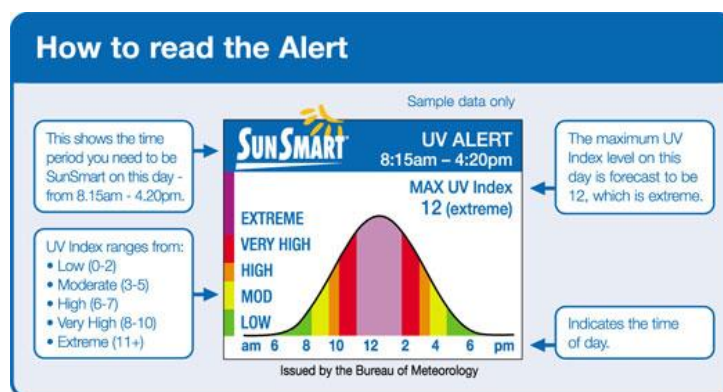 How to read the Alert
Sample data only
This shows the time
period you need to be
SunSmart on this day -
from 8.15am - 4.20pm.
SUNSMART
UV ALERT
8:15am – 4:20pm
The maximum UV
Index level on this
day is forecast to be
12, which is extreme.
MAX UV Index
12 (extreme)
UV Index ranges from:
• Low (0-2)
• Moderate (3-5)
• High (6-7)
• Very High (8-10)
• Extreme (11+)
EXTREME
VERY HIGH
HIGH
MOD
LOW
am 6 8 10 12 2 4 6 pm
Indicates the time
of day.
Issued by the Bureau of Meteorology